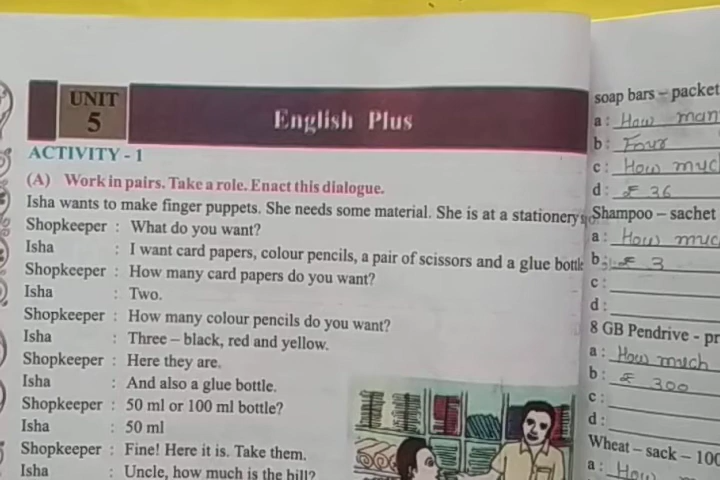 UNIT
5
English Plus
ACTIVITY - 1
(A) Work in pairs. Take a role. Enact this dialogue.
Isha wants to make finger puppets. She needs some material. She is at a stationery
Shopkeeper : What do you want?
Isha : I want card papers, colour pencils, a pair of scissors and a glue bottle
Shopkeeper : How many card papers do you want?
Isha : Two.
Shopkeeper : How many colour pencils do you want?
Isha : Three – black, red and yellow.
Shopkeeper : Here they are.
Isha : And also a glue bottle.
Shopkeeper : 50 ml or 100 ml bottle?
Isha : 50 ml
Shopkeeper : Fine! Here it is. Take them.
Isha : Uncle, how much is the bill?
soap bars – packet
a : How
b : Four
c : How
d : ₹ 36
Shampoo – sachet
a : How
b : ₹ 3
c :
d :
8 GB Pendrive -
a : How much
b : ₹ 300
c :
d :
Wheat – sack –
a : How